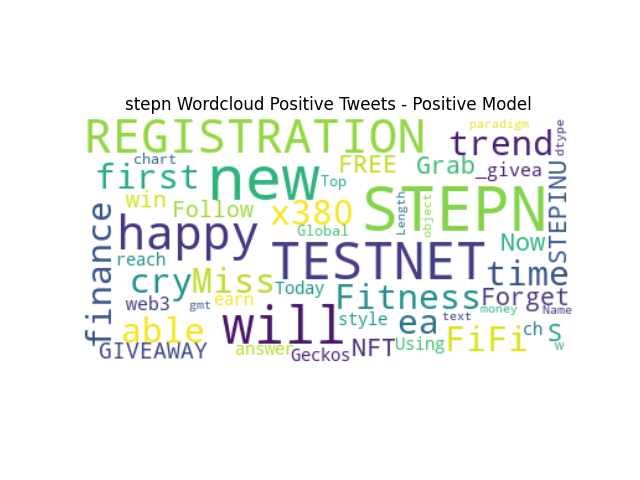 stepn Wordcloud Positive Tweets - Positive Model
REGISTRATION
paradigm
trend
dtype
chart
FREE
Grab
_givea
first
new
Top
STEPN
STEPINU
win
Follow
x380
Length
object
happy
Global
Now
finance
TESTNET
reach
cry
Miss
Today
time
web3
gmt
earn
Fitness
Forget
Name
able
will
style
ea
text
money
ch
S
GIVEAWAY
answer
Geckos
NFT
Using
FiFi
w